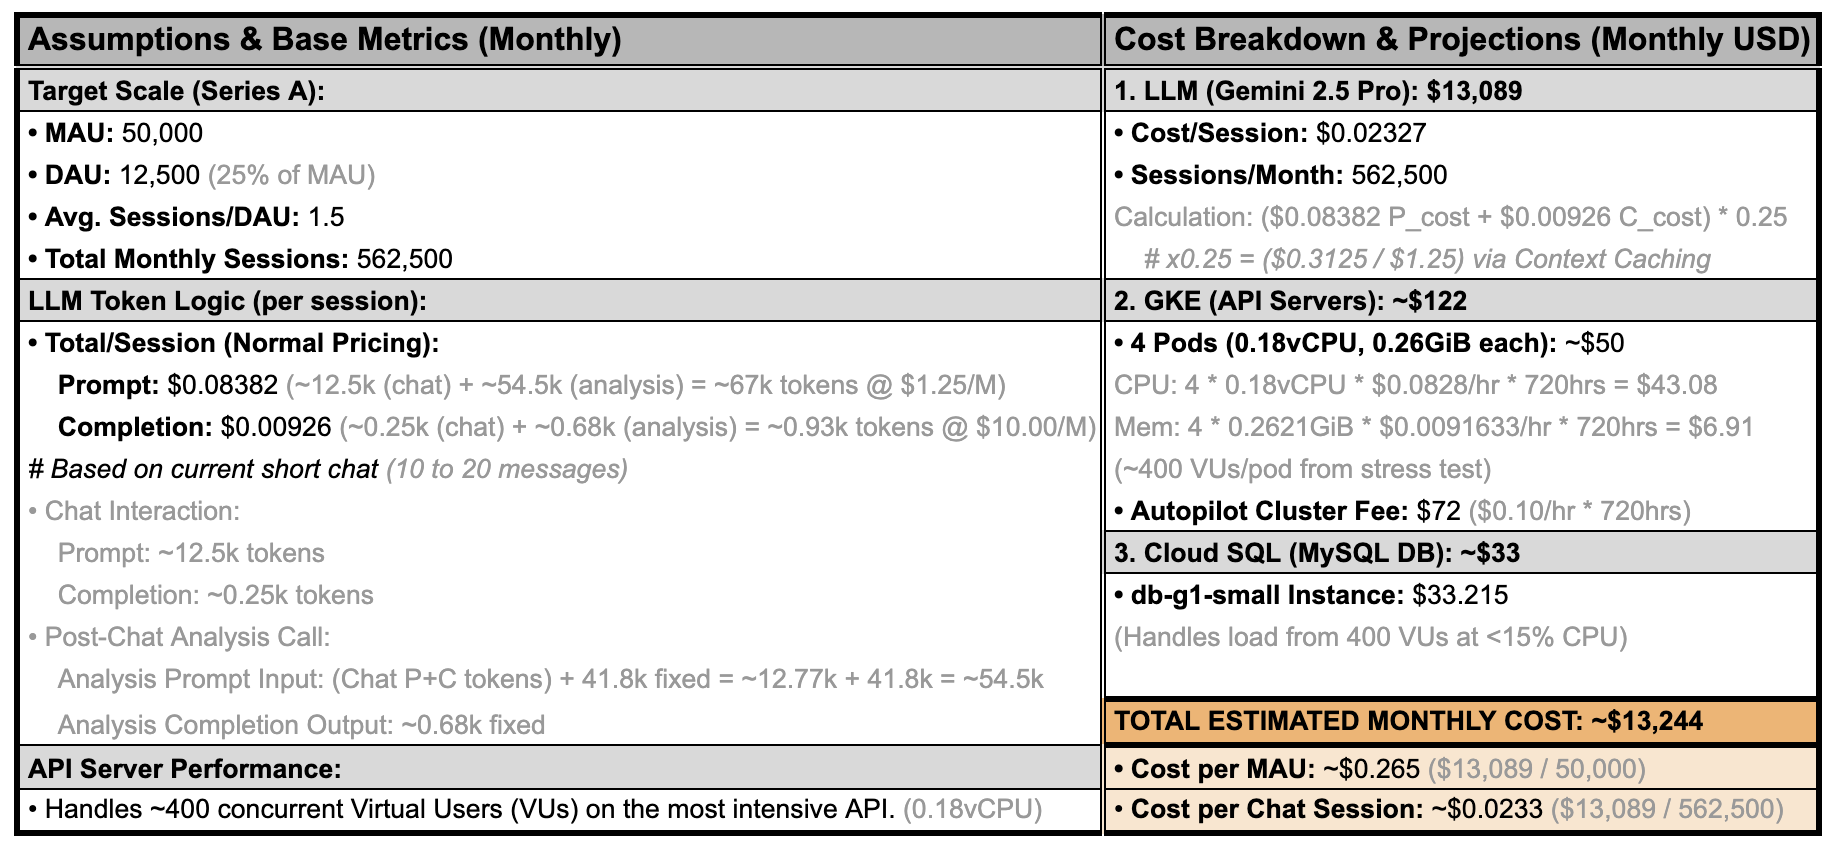 Assumptions & Base Metrics (Monthly)
Target Scale (Series A):
• MAU: 50,000
• DAU: 12,500 (25% of MAU)
• Avg. Sessions/DAU: 1.5
• Total Monthly Sessions: 562,500
LLM Token Logic (per session):
• Total/Session (Normal Pricing):
Prompt: $0.08382 (~12.5k (chat) + ~54.5k (analysis) = ~67k tokens @ $1.25/M)
Completion: $0.00926 (~0.25k (chat) + ~0.68k (analysis) = ~0.93k tokens @ $10.00/M)
# Based on current short chat (10 to 20 messages)
• Chat Interaction:
Prompt: ~12.5k tokens
Completion: ~0.25k tokens
• Post-Chat Analysis Call:
Analysis Prompt Input: (Chat P+C tokens) + 41.8k fixed = ~12.77k + 41.8k = ~54.5k
Analysis Completion Output: ~0.68k fixed
API Server Performance:
• Handles ~400 concurrent Virtual Users (VUs) on the most intensive API. (0.18vCPU)
Cost Breakdown & Projections (Monthly USD)
1. LLM (Gemini 2.5 Pro): $13,089
• Cost/Session: $0.02327
• Sessions/Month: 562,500
Calculation: ($0.08382 P_cost + $0.00926 C_cost) * 0.25
# x0.25 = ($0.3125 / $1.25) via Context Caching
2. GKE (API Servers): ~$122
• 4 Pods (0.18vCPU, 0.26GiB each): ~$50
CPU: 4 * 0.18vCPU * $0.0828/hr * 720hrs = $43.08
Mem: 4 * 0.2621GiB * $0.0091633/hr * 720hrs = $6.91
(~400 VUs/pod from stress test)
• Autopilot Cluster Fee: $72 ($0.10/hr * 720hrs)
3. Cloud SQL (MySQL DB): ~$33
• db-g1-small Instance: $33.215
(Handles load from 400 VUs at <15% CPU)
TOTAL ESTIMATED MONTHLY COST: ~$13,244
• Cost per MAU: ~$0.265 ($13,089 / 50,000)
• Cost per Chat Session: ~$0.0233 ($13,089 / 562,500)